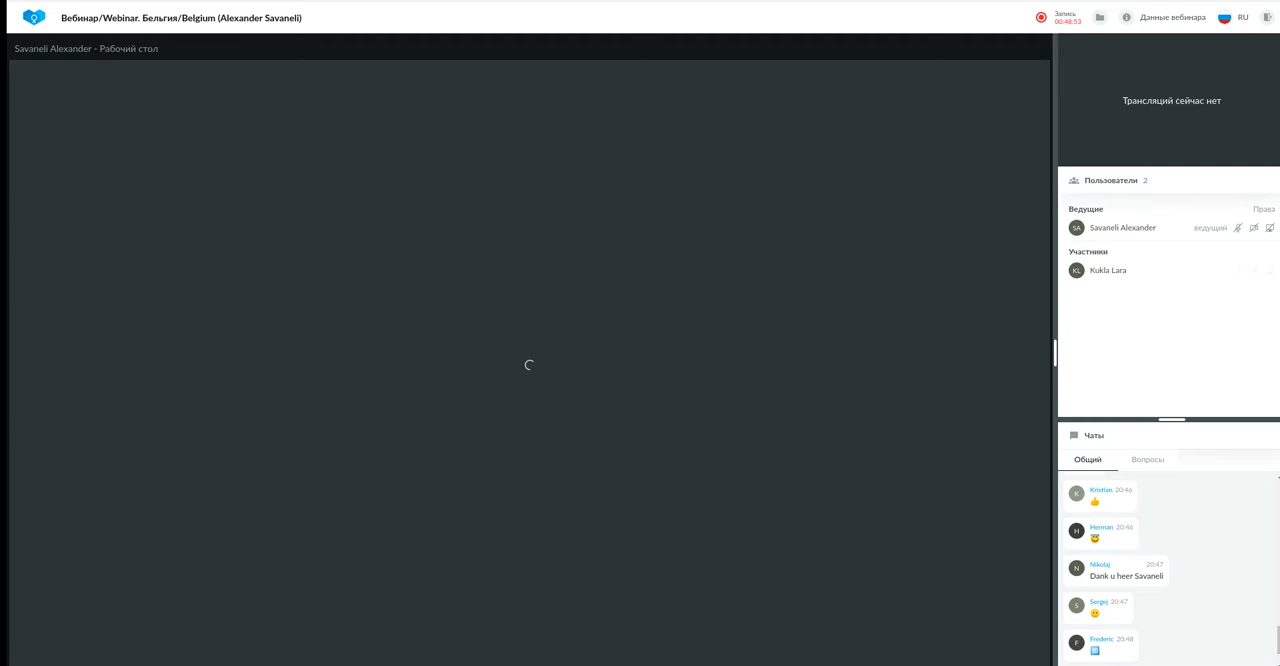 Вебинар/Webinar. Бельгия/Belgium (Alexander Savaneli)
Запись
00:48:53
Данные вебинара
RU
Savaneli Alexander - Рабочий стол
Трансляций сейчас нет
Пользователи 2
Ведущие Права
SA Savaneli Alexander ведущий
Участники
KL Kukla Lara
Чаты
Общий Вопросы
K Kristian 20:46
H Herman 20:46
N Nikolaj 20:47
Dank u heer Savaneli
S Sergej 20:47
F Frederic 20:48